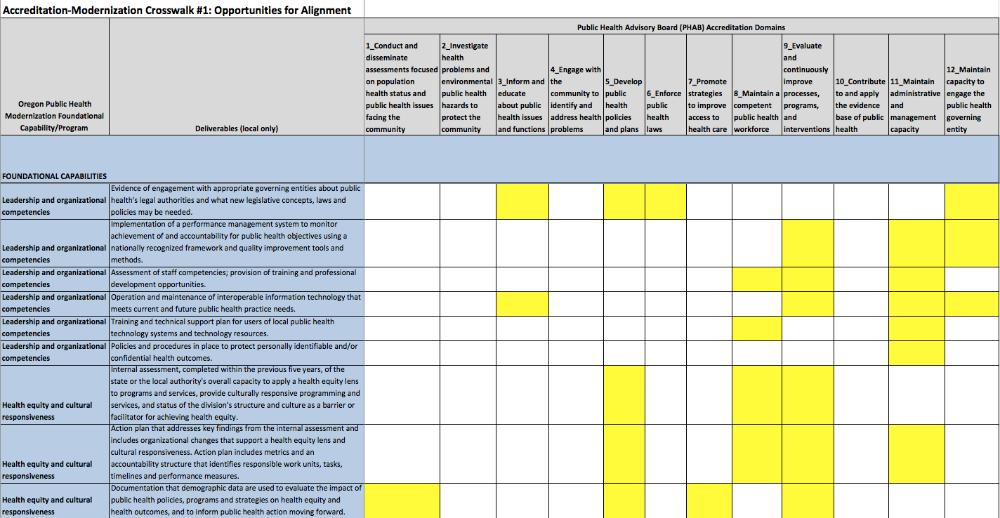 Accreditation-Modernization Crosswalk #1: Opportunities for Alignment
Public Health Advisory Board (PHAB) Accreditation Domains
Oregon Public Health
Modernization Foundational
Capability/Program
Deliverables (local only)
1_Conduct and
disseminate
assessments focused
on population
health status and
public health issues
facing the
community
2_Investigate
health
problems and
environmental
public health
hazards to
protect the
community
3_Inform and
educate
about public
health issues
and functions
4_Engage with
the
community to
identify and
address health
problems
5_Develop
public
health
policies
and plans
6_Enforce
public
health
laws
7_Promote
strategies
to improve
access to
health care
8_Maintain a
competent
public health
workforce
9_Evaluate
and
continuously
improve
processes,
programs,
and
interventions
10_Contribute
to and apply
the evidence
base of public
health
11_Maintain
administrative
and
management
capacity
12_Maintain
capacity to
engage the
public health
governing
entity
FOUNDATIONAL CAPABILITIES
Leadership and organizational
competencies
Evidence of engagement with appropriate governing entities about public
health's legal authorities and what new legislative concepts, laws and
policies may be needed.
Leadership and organizational
competencies
Implementation of a performance management system to monitor
achievement of and accountability for public health objectives using a
nationally recognized framework and quality improvement tools and
methods.
Leadership and organizational
competencies
Assessment of staff competencies; provision of training and professional
development opportunities.
Leadership and organizational
competencies
Operation and maintenance of interoperable information technology that
meets current and future public health practice needs.
Leadership and organizational
competencies
Training and technical support plan for users of local public health
technology systems and technology resources.
Leadership and organizational
competencies
Policies and procedures in place to protect personally identifiable and/or
confidential health outcomes.
Health equity and cultural
responsiveness
Internal assessment, completed within the previous five years, of the
state or the local authority's overall capacity to apply a health equity lens
to programs and services, provide culturally responsive programming and
services, and status of the division's structure and culture as a barrier or
facilitator for achieving health equity.
Health equity and cultural
responsiveness
Action plan that addresses key findings from the internal assessment and
includes organizational changes that support a health equity lens and
cultural responsiveness. Action plan includes metrics and an
accountability structure that identifies responsible work units, tasks,
timelines and performance measures.
Health equity and cultural
responsiveness
Documentation that demographic data are used to evaluate the impact of
public health policies, programs and strategies on health equity and
health outcomes, and to inform public health action moving forward.